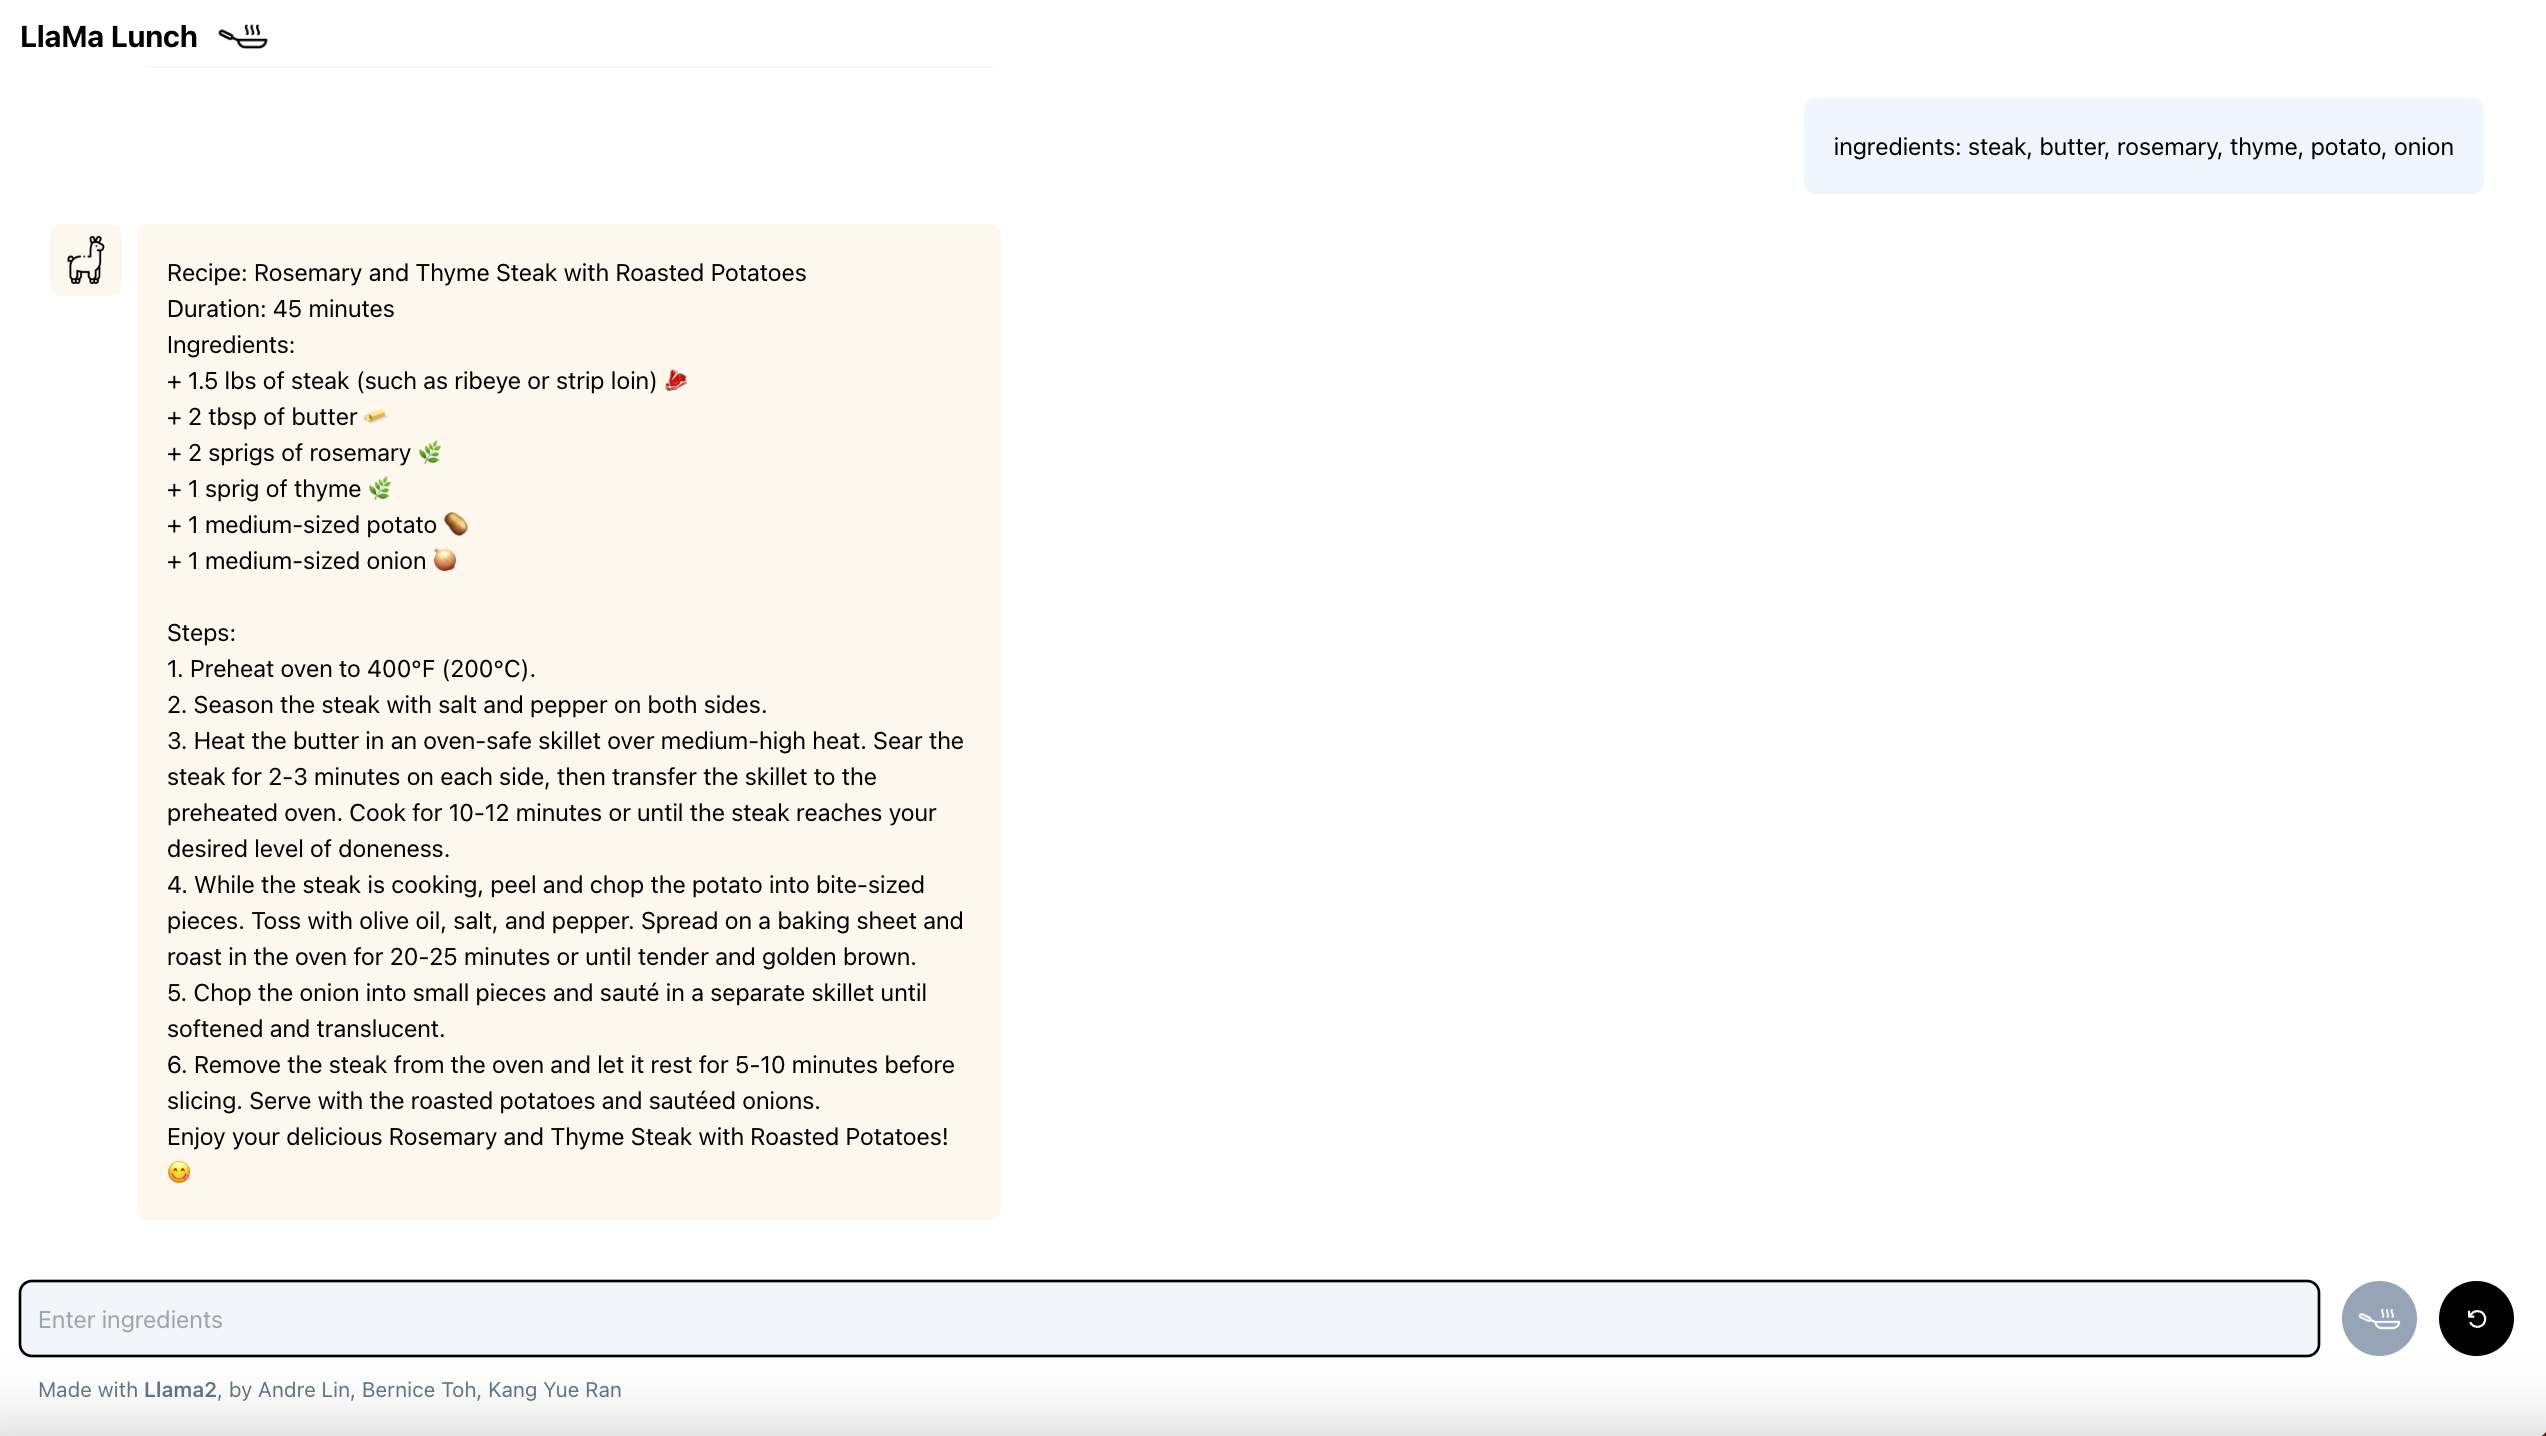 LlaMa Lunch
ingredients: steak, butter, rosemary, thyme, potato, onion
Recipe: Rosemary and Thyme Steak with Roasted Potatoes
Duration: 45 minutes
Ingredients:
+ 1.5 lbs of steak (such as ribeye or strip loin) 🥩
+ 2 tbsp of butter 🧈
+ 2 sprigs of rosemary 🌿
+ 1 sprig of thyme 🌿
+ 1 medium-sized potato 🥔
+ 1 medium-sized onion 🧅
Steps:
1. Preheat oven to 400°F (200°C).
2. Season the steak with salt and pepper on both sides.
3. Heat the butter in an oven-safe skillet over medium-high heat. Sear the
steak for 2-3 minutes on each side, then transfer the skillet to the
preheated oven. Cook for 10-12 minutes or until the steak reaches your
desired level of doneness.
4. While the steak is cooking, peel and chop the potato into bite-sized
pieces. Toss with olive oil, salt, and pepper. Spread on a baking sheet and
roast in the oven for 20-25 minutes or until tender and golden brown.
5. Chop the onion into small pieces and sauté in a separate skillet until
softened and translucent.
6. Remove the steak from the oven and let it rest for 5-10 minutes before
slicing. Serve with the roasted potatoes and sautéed onions.
Enjoy your delicious Rosemary and Thyme Steak with Roasted Potatoes!
😋
Enter ingredients
Made with Llama2, by Andre Lin, Bernice Toh, Kang Yue Ran